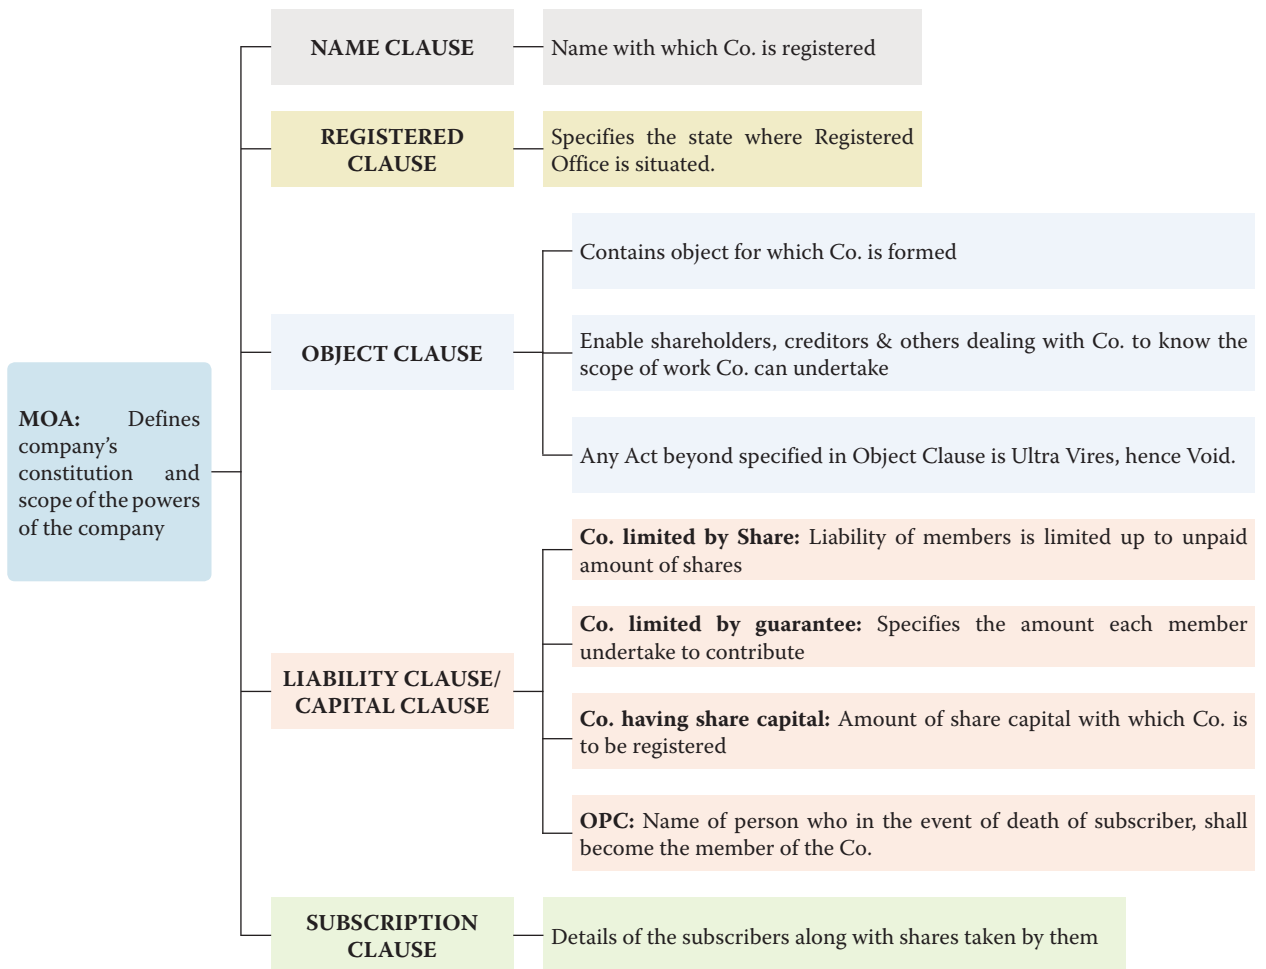 NAME CLAUSE
Name with which Co. is registered
REGISTERED
CLAUSE
Specifies the state where Registered
Office is situated.
Contains object for which Co. is formed
OBJECT CLAUSE
Enable shareholders, creditors & others dealing with Co. to know the
scope of work Co. can undertake
Any Act beyond specified in Object Clause is Ultra Vires, hence Void.
MOA: Defines
company’s
constitution and
scope of the powers
of the company
Co. limited by Share: Liability of members is limited up to unpaid
amount of shares
Co. limited by guarantee: Specifies the amount each member
undertake to contribute
LIABILITY CLAUSE/
CAPITAL CLAUSE
Co. having share capital: Amount of share capital with which Co. is
to be registered
OPC: Name of person who in the event of death of subscriber, shall
become the member of the Co.
SUBSCRIPTION
CLAUSE
Details of the subscribers along with shares taken by them